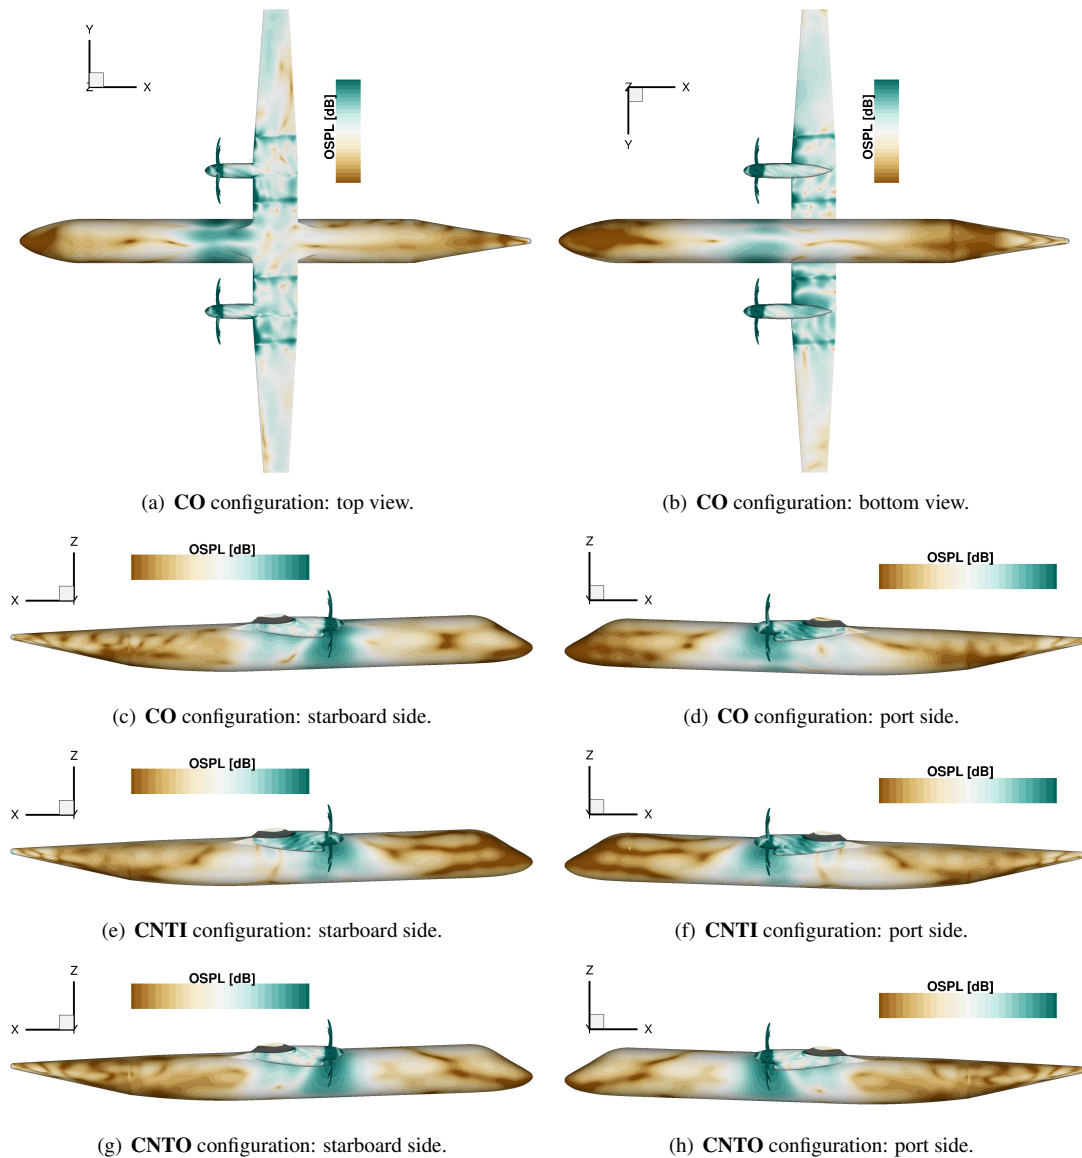 Y
X
Z
OSPL [dB]
Z
X
Y
OSPL [dB]
(a) CO configuration: top view.
(b) CO configuration: bottom view.
Z
X
Y
OSPL [dB]
Z
X
OSPL [dB]
(c) CO configuration: starboard side.
(d) CO configuration: port side.
Z
X
Y
OSPL [dB]
Z
X
OSPL [dB]
(e) CNTI configuration: starboard side.
(f) CNTI configuration: port side.
Z
X
Y
OSPL [dB]
Z
Y
X
OSPL [dB]
(g) CNTO configuration: starboard side.
(h) CNTO configuration: port side.